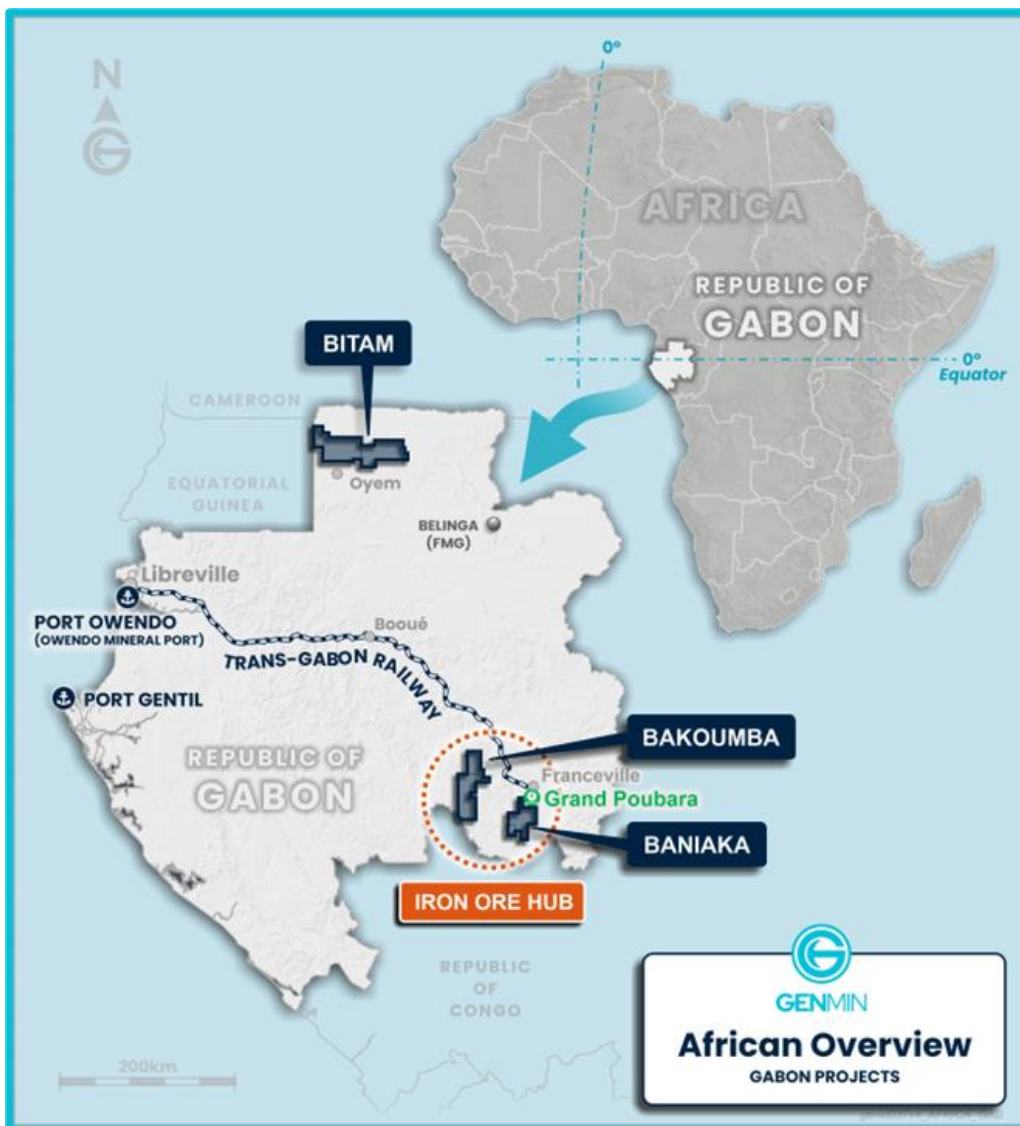 N
0°
AFRICA
REPUBLIC OF
GABON
0°
Equator
BITAM
CAMEROON
EQUATORIAL
GUINEA
Oyem
BELINGA
(FMG)
Libreville
PORT OWENDO
(OWENDO MINERAL PORT)
Booué
TRANS-GABON RAILWAY
PORT GENTIL
REPUBLIC OF
GABON
BAKOUMBA
Franceville
Grand Poubara
BANIAKA
IRON ORE HUB
REPUBLIC
OF
CONGO
200km
GENMIN
African Overview
GABON PROJECTS